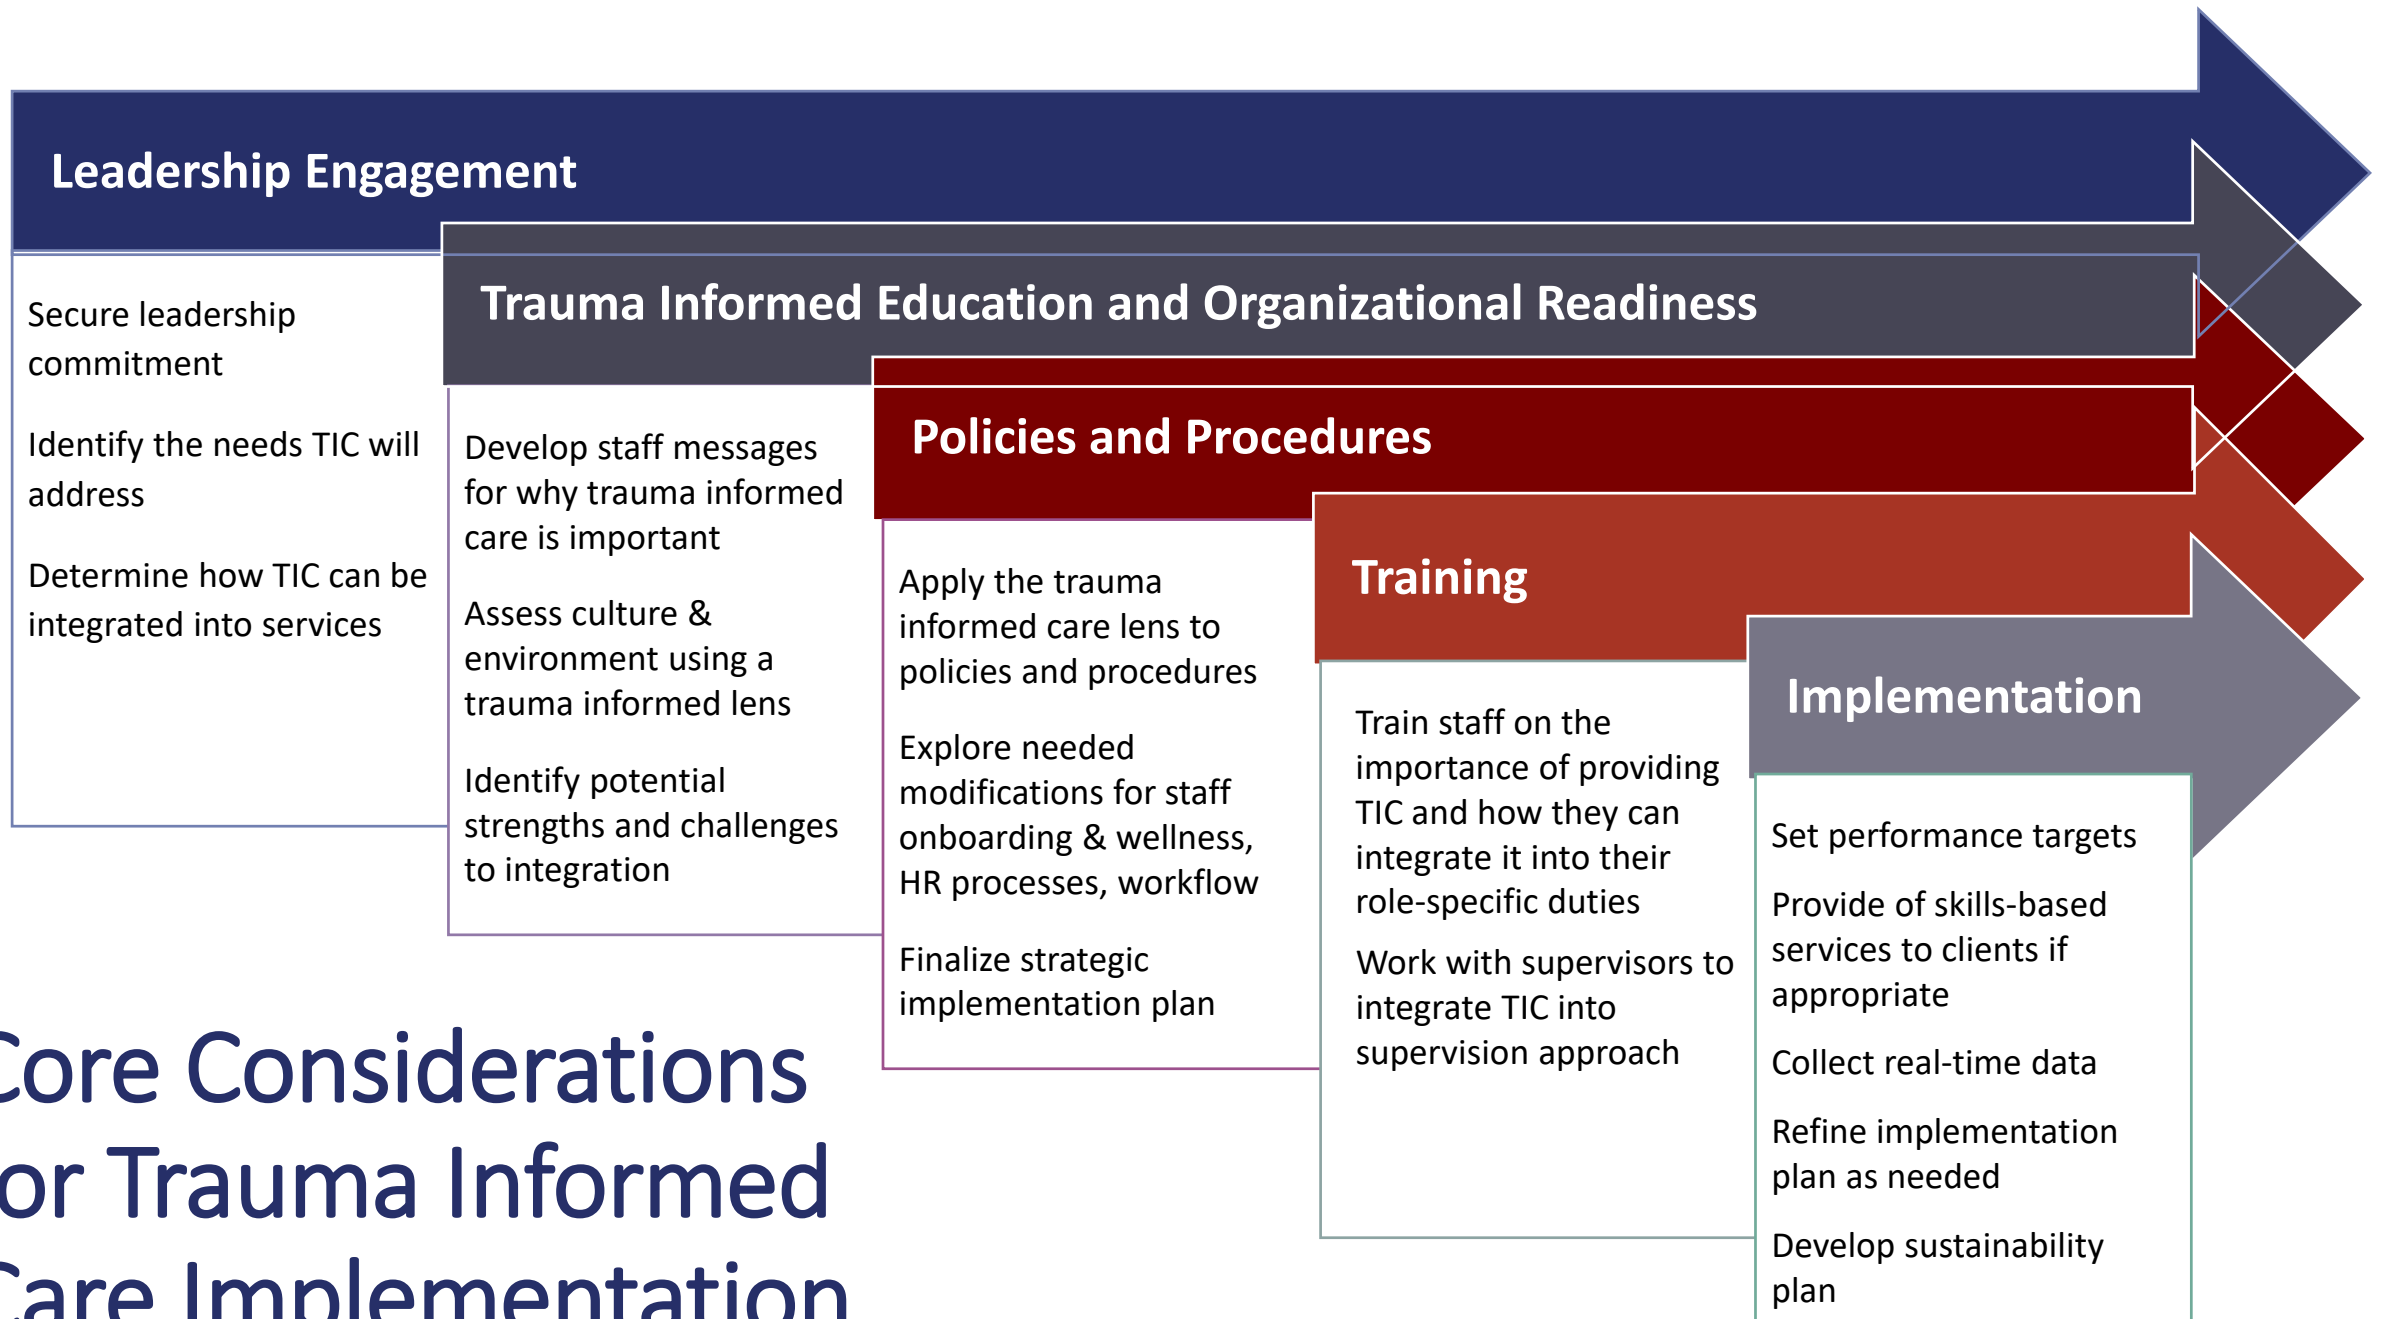 Leadership Engagement
Secure leadership
commitment
Identify the needs TIC will
address
Determine how TIC can be
integrated into services
Trauma Informed Education and Organizational Readiness
Develop staff messages
for why trauma informed
care is important
Assess culture &
environment using a
trauma informed lens
Identify potential
strengths and challenges
to integration
Policies and Procedures
Apply the trauma
informed care lens to
policies and procedures
Explore needed
modifications for staff
onboarding & wellness,
HR processes, workflow
Finalize strategic
implementation plan
Training
Train staff on the
importance of providing
TIC and how they can
integrate it into their
role-specific duties
Work with supervisors to
integrate TIC into
supervision approach
Implementation
Set performance targets
Provide of skills-based
services to clients if
appropriate
Collect real-time data
Refine implementation
plan as needed
Develop sustainability
plan
Core Considerations
or Trauma Informed
Care Implementation